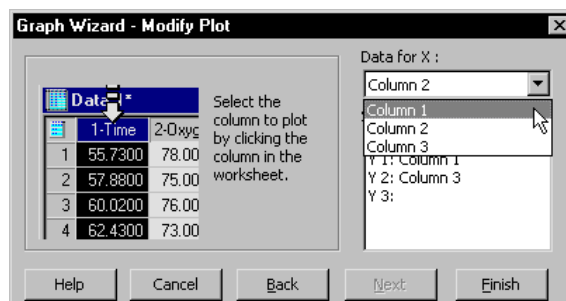 Graph Wizard - Modify Plot
Data for X :
Column 2
Column 1
Column 2
Column 3
Y 1: Column 1
Y 2: Column 3
Y 3:
Data 1*
1-Time 2-Oxyg
1 55.7300 78.00
2 57.8800 75.00
3 60.0200 76.00
4 62.4300 73.00
Select the
column to plot
by clicking the
column in the
worksheet.
Help Cancel Back Next Finish